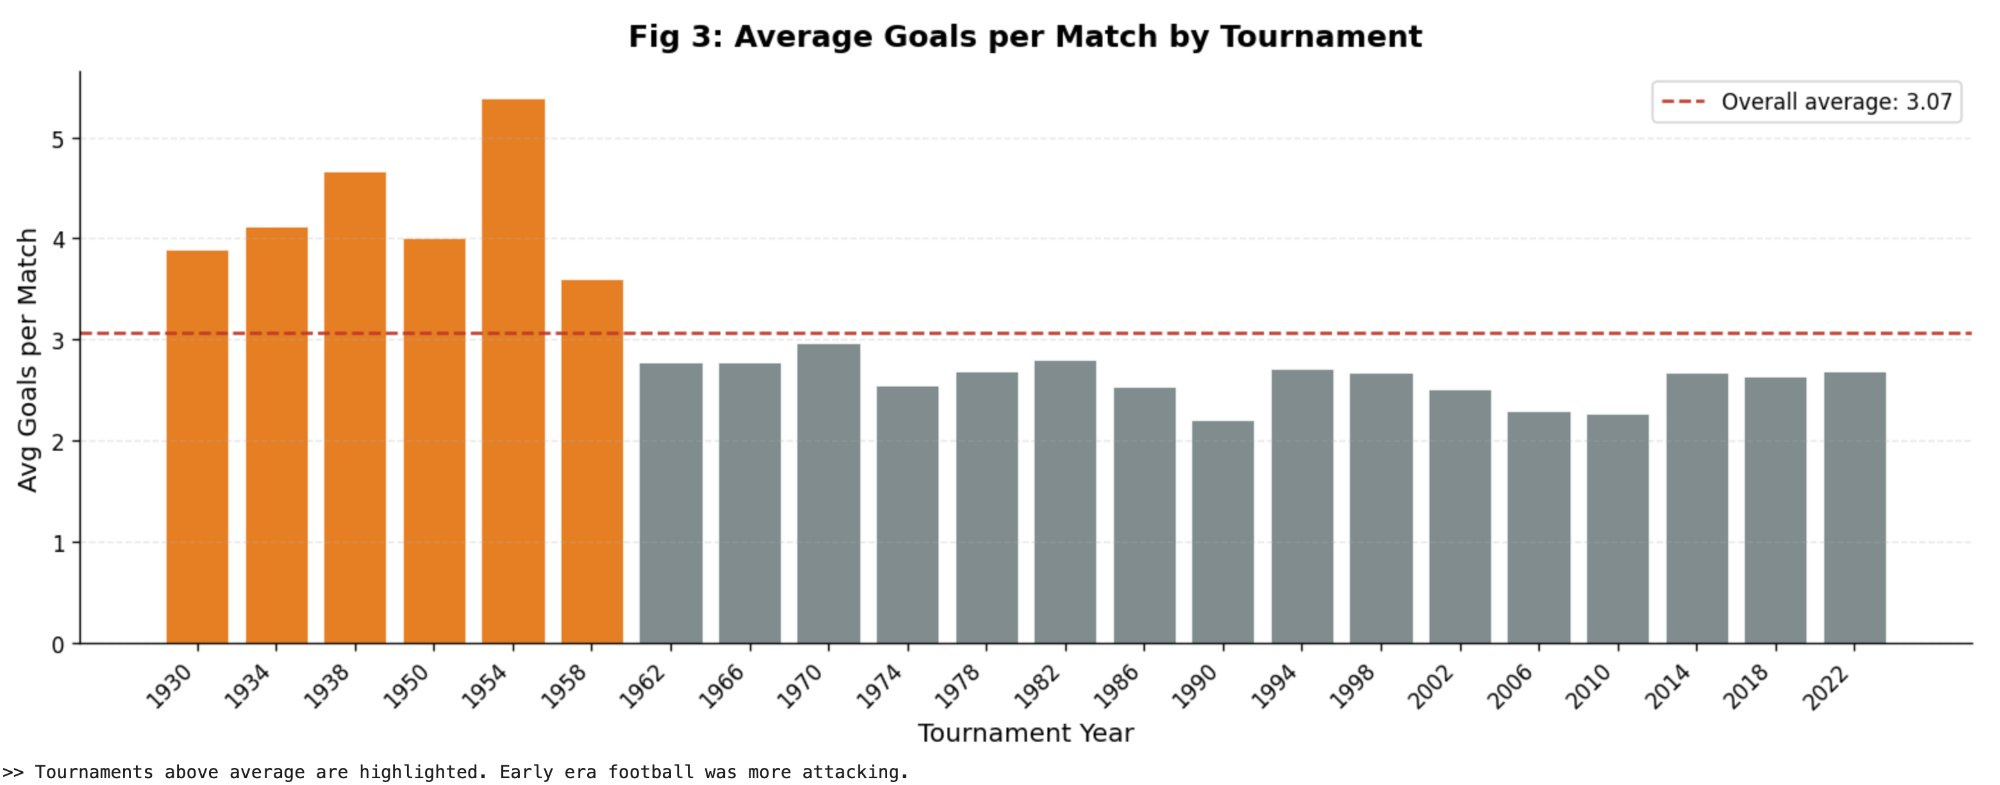 Fig 3: Average Goals per Match by Tournament
Overall average: 3.07
Avg Goals per Match
5
4
3
2
1
0
1930 1934 1938 1950 1954 1958 1962 1966 1970 1974 1978 1982 1986 1990 1994 1998 2002 2006 2010 2014 2018 2022
Tournament Year
>> Tournaments above average are highlighted. Early era football was more attacking.